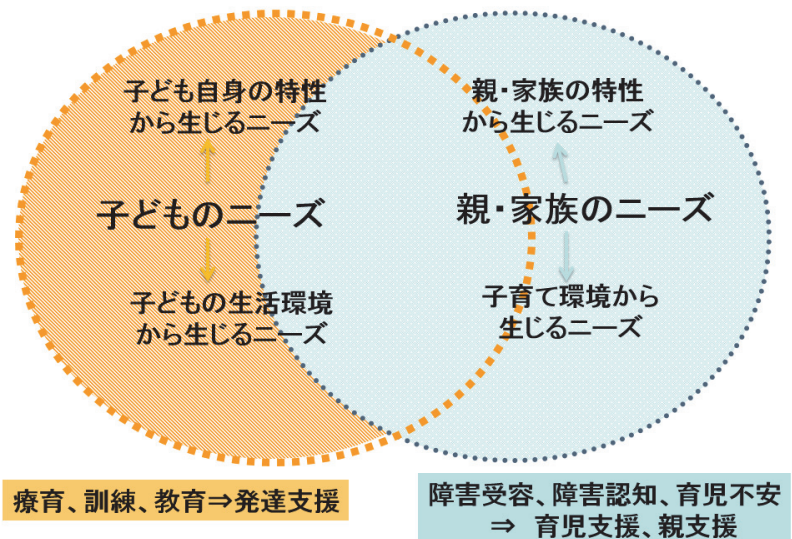 子ども自身の特性
から生じるニーズ
子どものニーズ
子どもの生活環境
から生じるニーズ
親・家族の特性
から生じるニーズ
親・家族のニーズ
子育て環境から
生じるニーズ
療育、訓練、教育⇒発達支援
障害受容、障害認知、育児不安
⇒ 育児支援、親支援